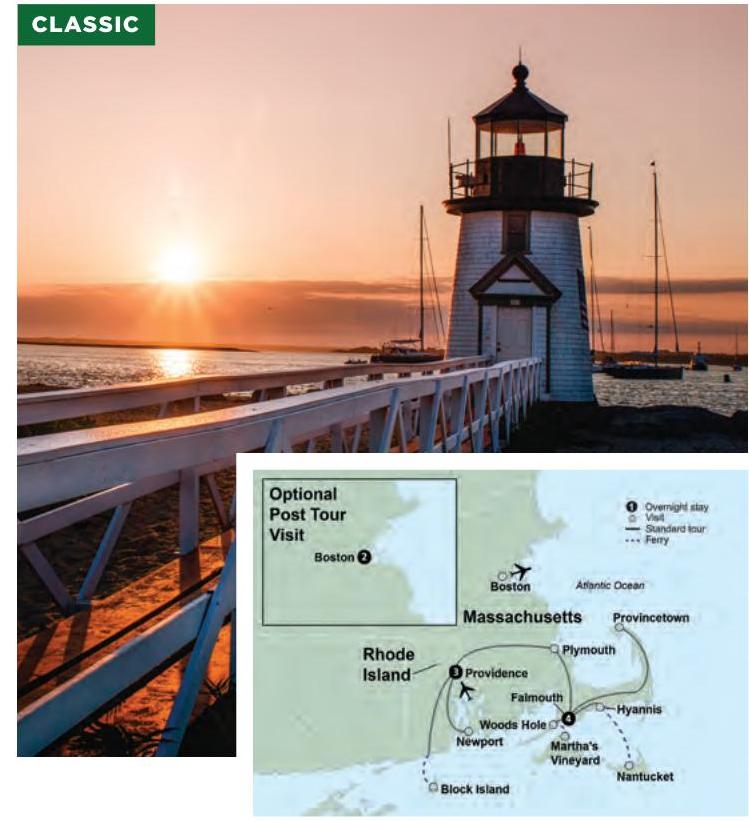 CLASSIC
Optional
Post Tour
Visit
Boston 2
1 Overnight stay
Visit
Standard tour
Ferry
Boston
Atlantic Ocean
Massachusetts
Provincetown
Rhode
Island
Plymouth
3 Providence
Falmouth
4
Hyannis
Woods Hole
Newport
Martha's
Vineyard
Nantucket
Block Island